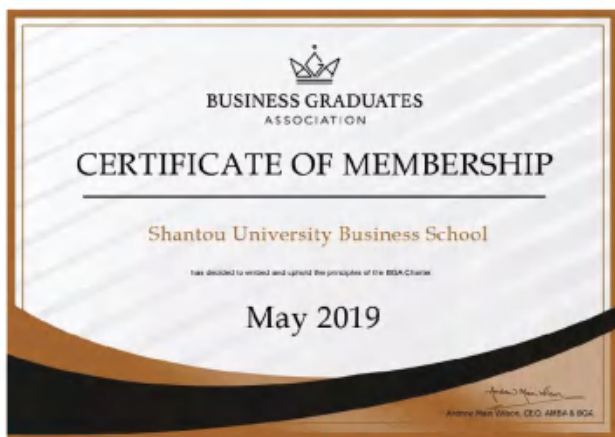 BUSINESS GRADUATES
ASSOCIATION
CERTIFICATE OF MEMBERSHIP
Shantou University Business School
has decided to embed and uphold the principles of the BGA Charter
May 2019
Andrew Main Wilson, CEO, AMBA & BGA